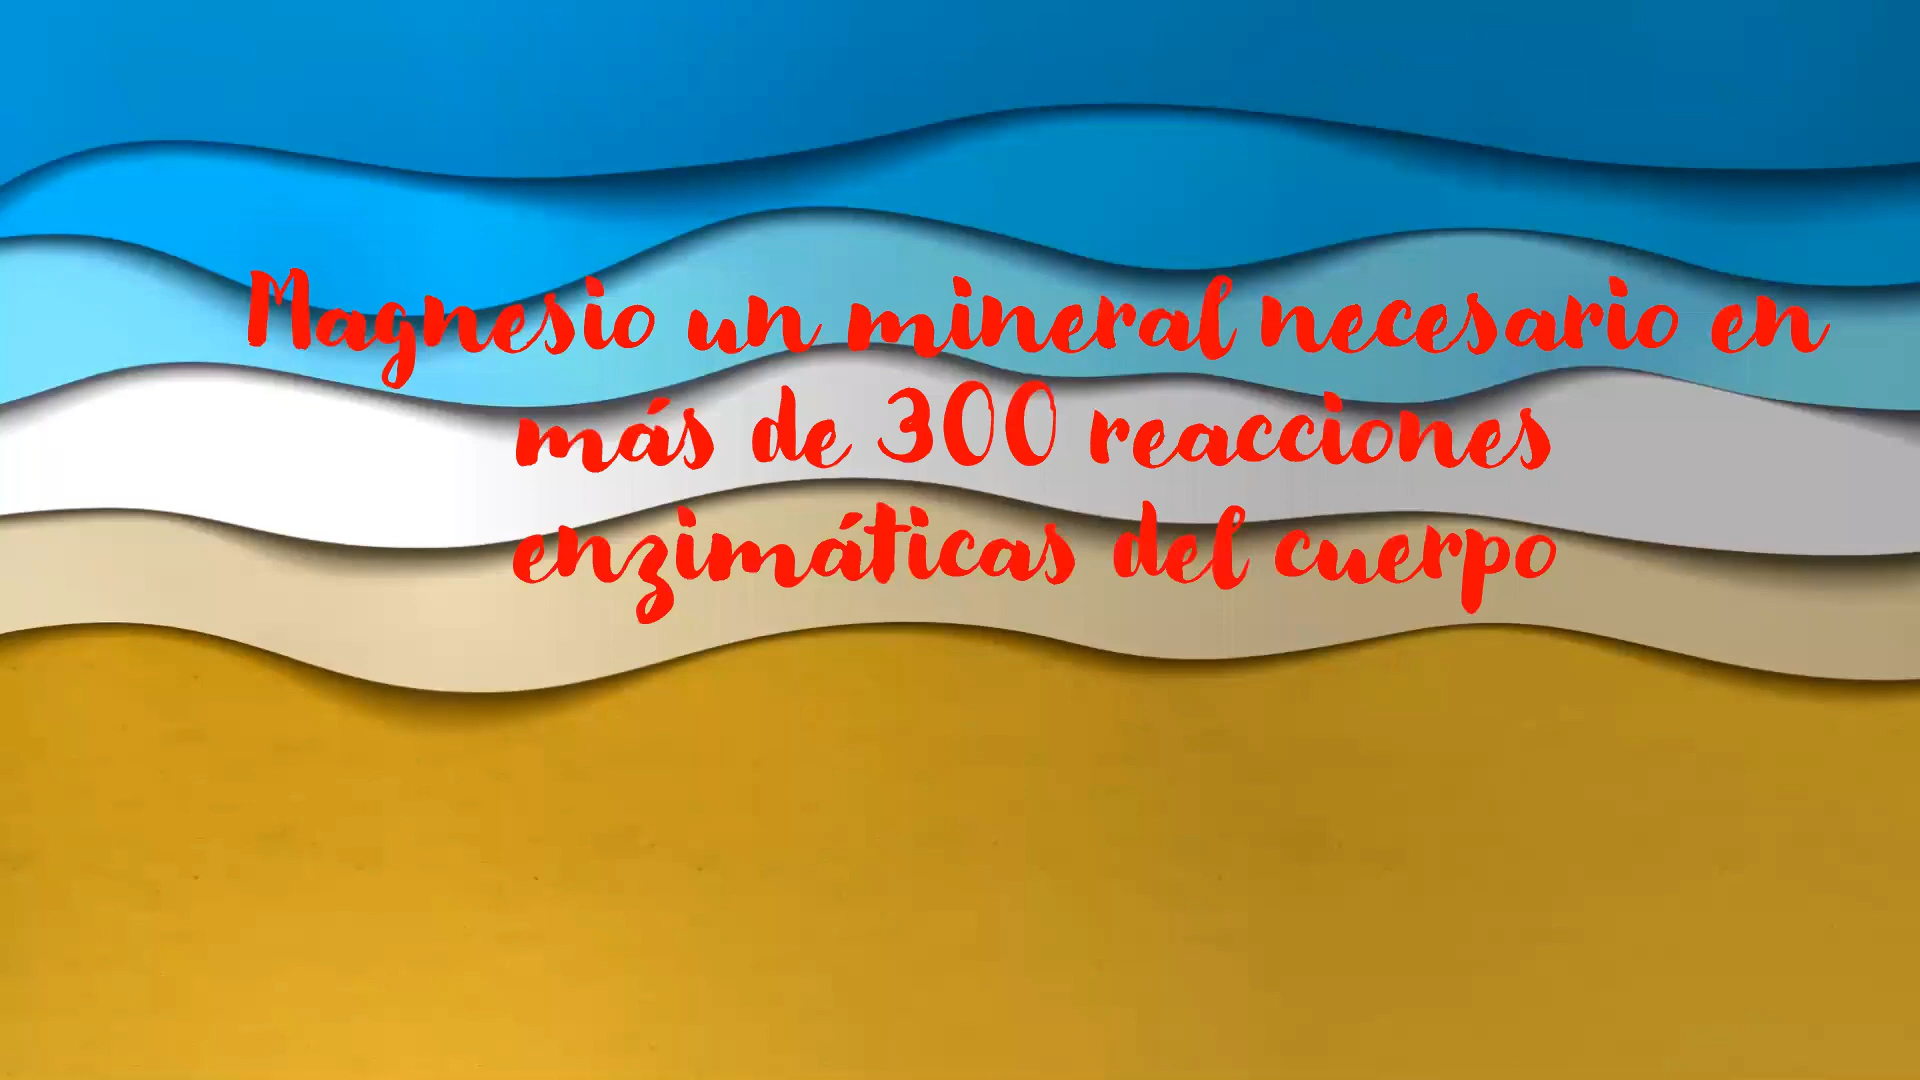 Magnesio un mineral necesario en
más de 300 reacciones
enzimáticas del cuerpo